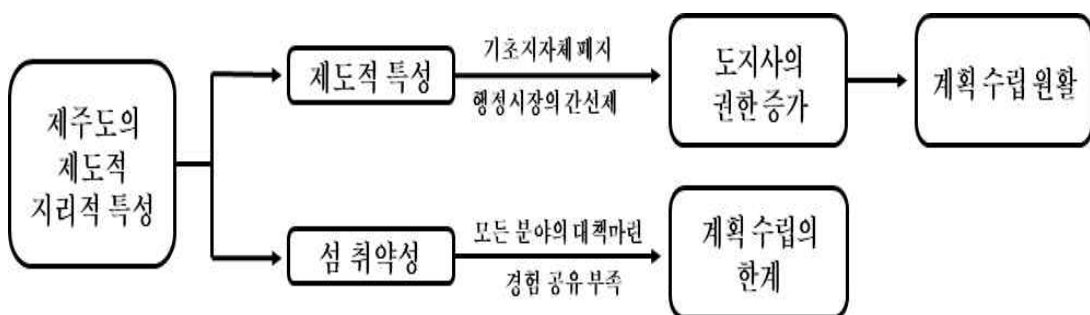 제주도의
제도적
지리적 특성
제도적 특성
기초지자체 폐지
행정시장의 간선제
도지사의
권한 증가
계획 수립 원활
섬 취약성
모든 분야의 대책마련
경험 공유 부족
계획 수립의
한계